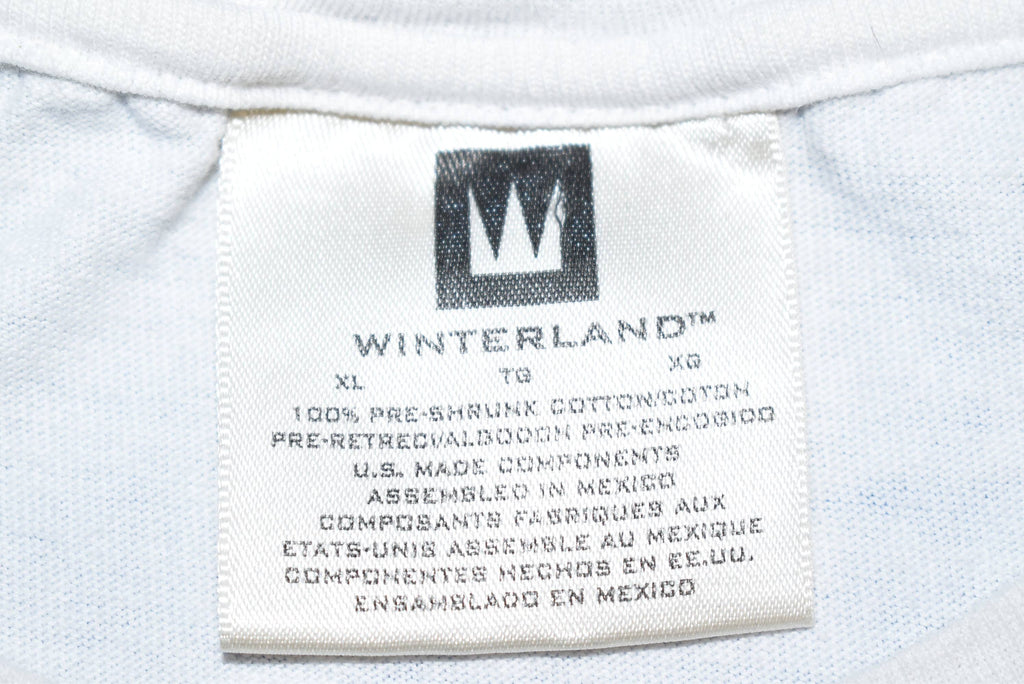 WINTERLAND™
XL TG XG
100% PRE-SHRUNK COTTON/COTON
PRE-RETRECI/ALGODON PRE-ENCOGIDO
U.S. MADE COMPONENTS
ASSEMBLED IN MEXICO
COMPOSANTS FABRIQUES AUX
ETATS-UNIS ASSEMBLE AU MEXIQUE
COMPONENTES HECHOS EN EE.UU.
ENSAMBLADO EN MEXICO